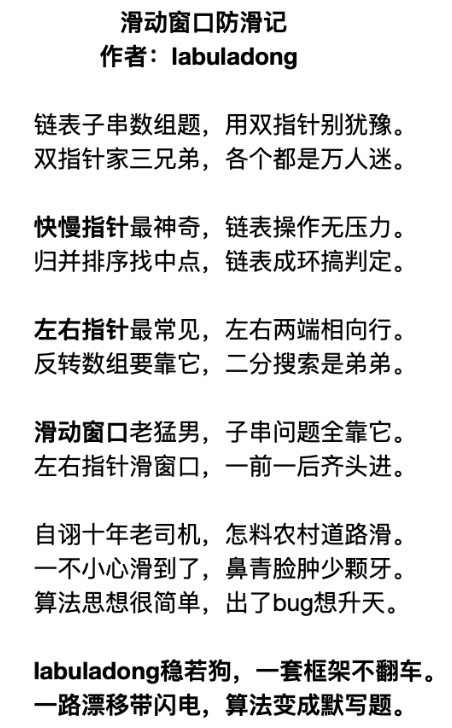 滑动窗口防滑记
作者：labuladong
链表子串数组题，用双指针别犹豫。
双指针家三兄弟，各个都是万人迷。
快慢指针最神奇，链表操作无压力。
归并排序找中点，链表成环搞判定。
左右指针最常见，左右两端相向行。
反转数组要靠它，二分搜索是弟弟。
滑动窗口老猛男，子串问题全靠它。
左右指针滑窗口，一前一后齐头进。
自诩十年老司机，怎料农村道路滑。
一不小心滑到了，鼻青脸肿少颗牙。
算法思想很简单，出了bug想升天。
labuladong稳若狗，一套框架不翻车。
一路漂移带闪电，算法变成默写题。